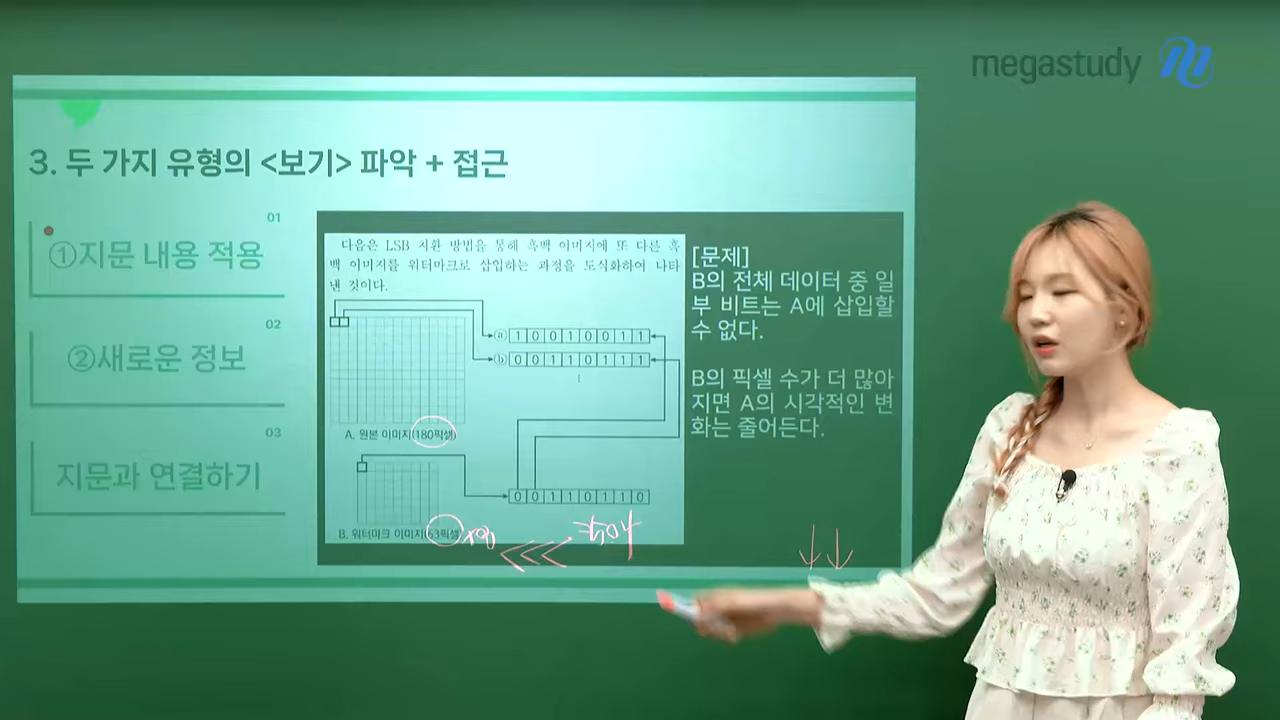 megastudy
3. 두 가지 유형의 <보기> 파악 + 접근
01
①지문 내용 적용
02
②새로운 정보
03
지문과 연결하기
다음은 LSB 치환 방법을 통해 흑백 이미지에 또 다른 흑
백 이미지를 워터마크로 삽입하는 과정을 도식화하여 나타
낸 것이다.
ⓐ 1 0 0 1 0 0 1 1
ⓑ 0 0 1 1 0 1 1 1
A. 원본 이미지(180픽셀)
0 0 1 1 0 1 1 0
B. 워터마크 이미지(63픽셀)
×8
=504
[문제]
B의 전체 데이터 중 일
부 비트는 A에 삽입할
수 없다.
B의 픽셀 수가 더 많아
지면 A의 시각적인 변
화는 줄어든다.